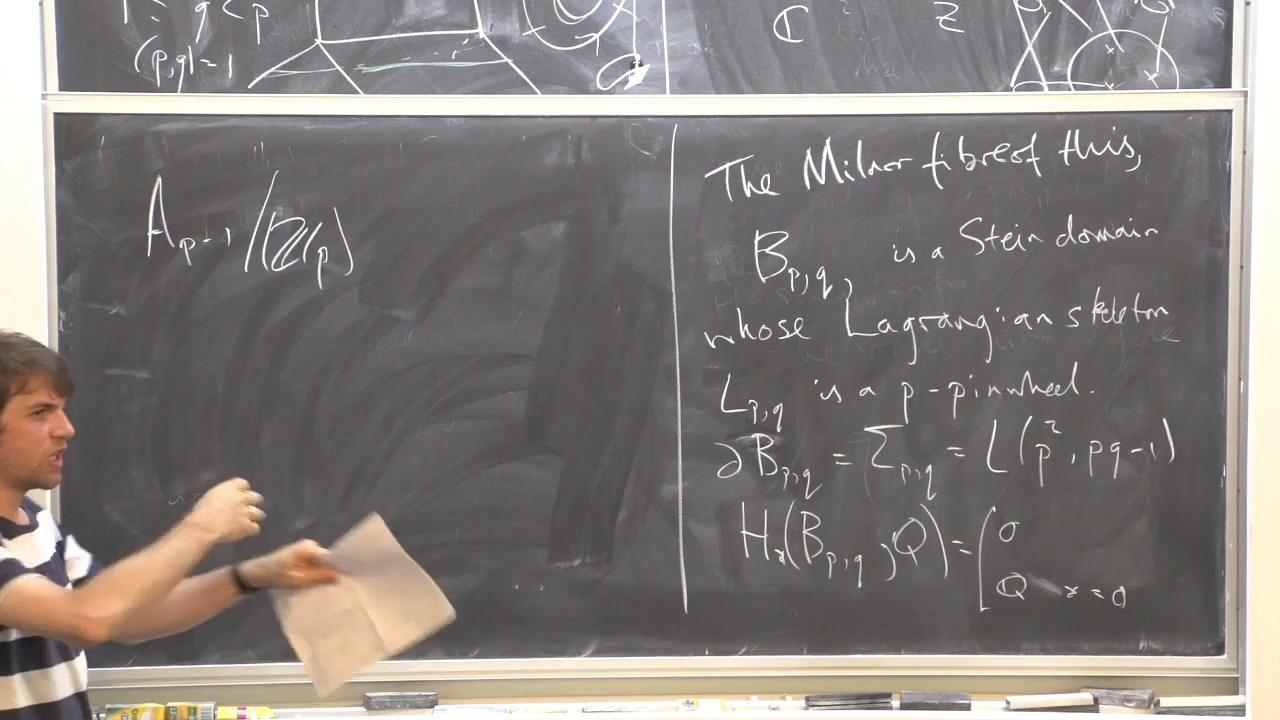 (p,q)=1
ℂ
A_{p-1}/(ℤ/p)
The Milnor fibre of this,
B_{p,q}, is a Stein domain
whose Lagrangian skeleton
L_{p,q} is a p-pinwheel.
∂B_{p,q} = Σ_{p,q} = L(p², pq-1)
H_*(B_{p,q};ℚ) = { 0
ℚ *=0